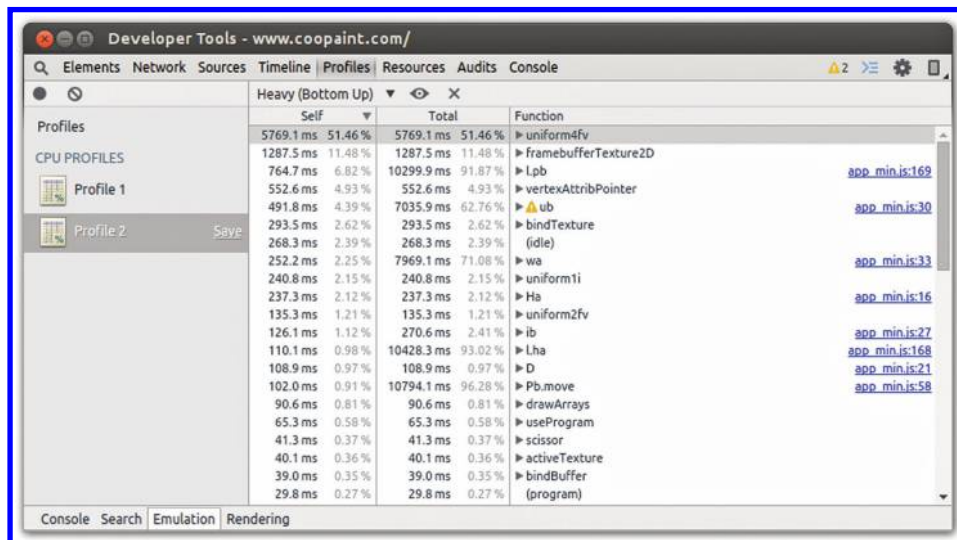 Developer Tools - www.coopaint.com/
Elements Network Sources Timeline Profiles Resources Audits Console 2
Heavy (Bottom Up)
Profiles
CPU PROFILES
Profile 1
Profile 2 Save
Self Total Function
5769.1 ms 51.46 % 5769.1 ms 51.46 % uniform4fv
1287.5 ms 11.48 % 1287.5 ms 11.48 % framebufferTexture2D
764.7 ms 6.82 % 10299.9 ms 91.87 % l.pb app_min.js:169
552.6 ms 4.93 % 552.6 ms 4.93 % vertexAttribPointer
491.8 ms 4.39 % 7035.9 ms 62.76 % ub app_min.js:30
293.5 ms 2.62 % 293.5 ms 2.62 % bindTexture
268.3 ms 2.39 % 268.3 ms 2.39 % (idle)
252.2 ms 2.25 % 7969.1 ms 71.08 % wa app_min.js:33
240.8 ms 2.15 % 240.8 ms 2.15 % uniform1i
237.3 ms 2.12 % 237.3 ms 2.12 % Ha app_min.js:16
135.3 ms 1.21 % 135.3 ms 1.21 % uniform2fv
126.1 ms 1.12 % 270.6 ms 2.41 % ib app_min.js:27
110.1 ms 0.98 % 10428.3 ms 93.02 % l.ha app_min.js:168
108.9 ms 0.97 % 108.9 ms 0.97 % D app_min.js:21
102.0 ms 0.91 % 10794.1 ms 96.28 % Pb.move app_min.js:58
90.6 ms 0.81 % 90.6 ms 0.81 % drawArrays
65.3 ms 0.58 % 65.3 ms 0.58 % useProgram
41.3 ms 0.37 % 41.3 ms 0.37 % scissor
40.1 ms 0.36 % 40.1 ms 0.36 % activeTexture
39.0 ms 0.35 % 39.0 ms 0.35 % bindBuffer
29.8 ms 0.27 % 29.8 ms 0.27 % (program)
Console Search Emulation Rendering